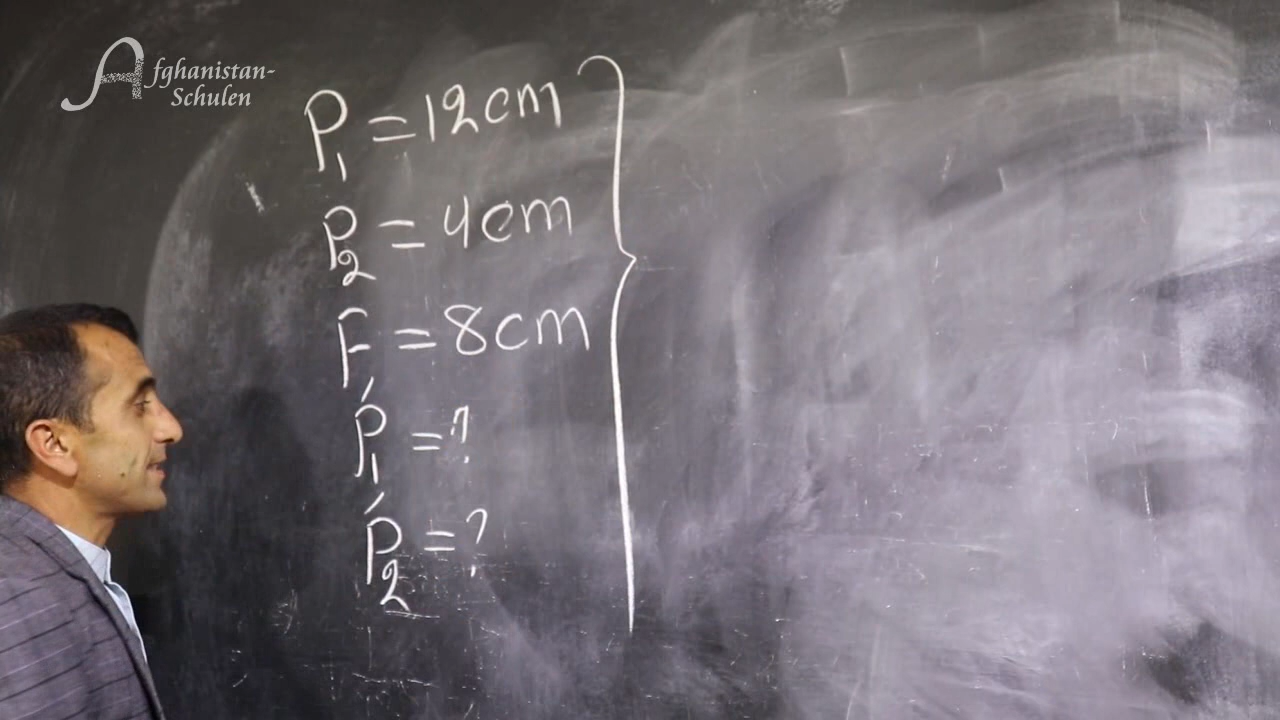 Afghanistan-
Schulen
P₁ = 12cm
P₂ = 4cm
F = 8cm
Ṕ₁ = ?
Ṕ₂ = ?